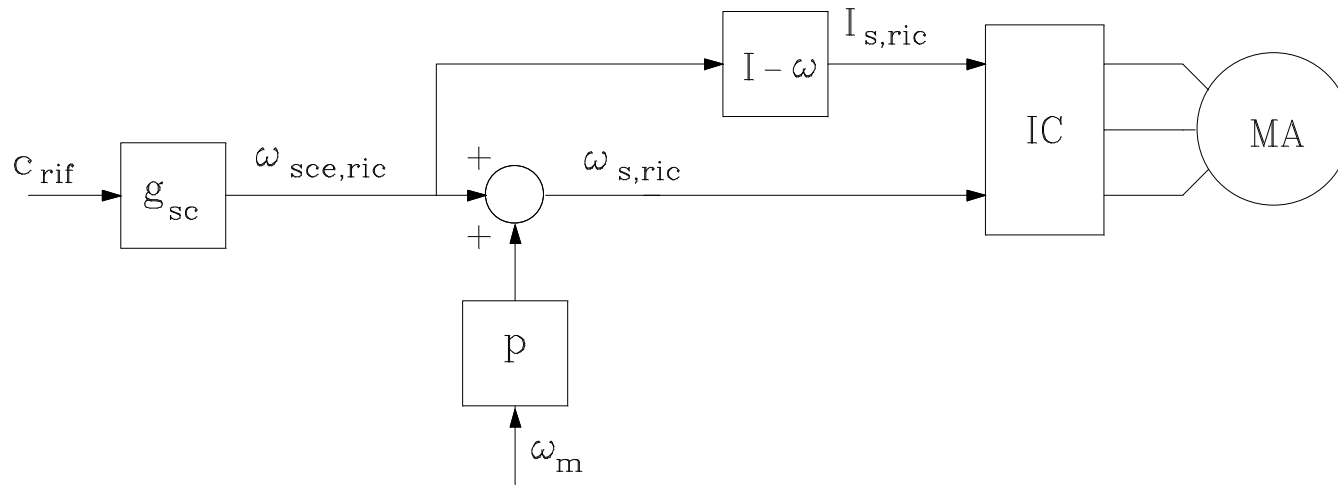 I s,ric
I – ω
IC
MA
c rif
g sc
ω sce,ric
+
ω s,ric
+
p
ω m